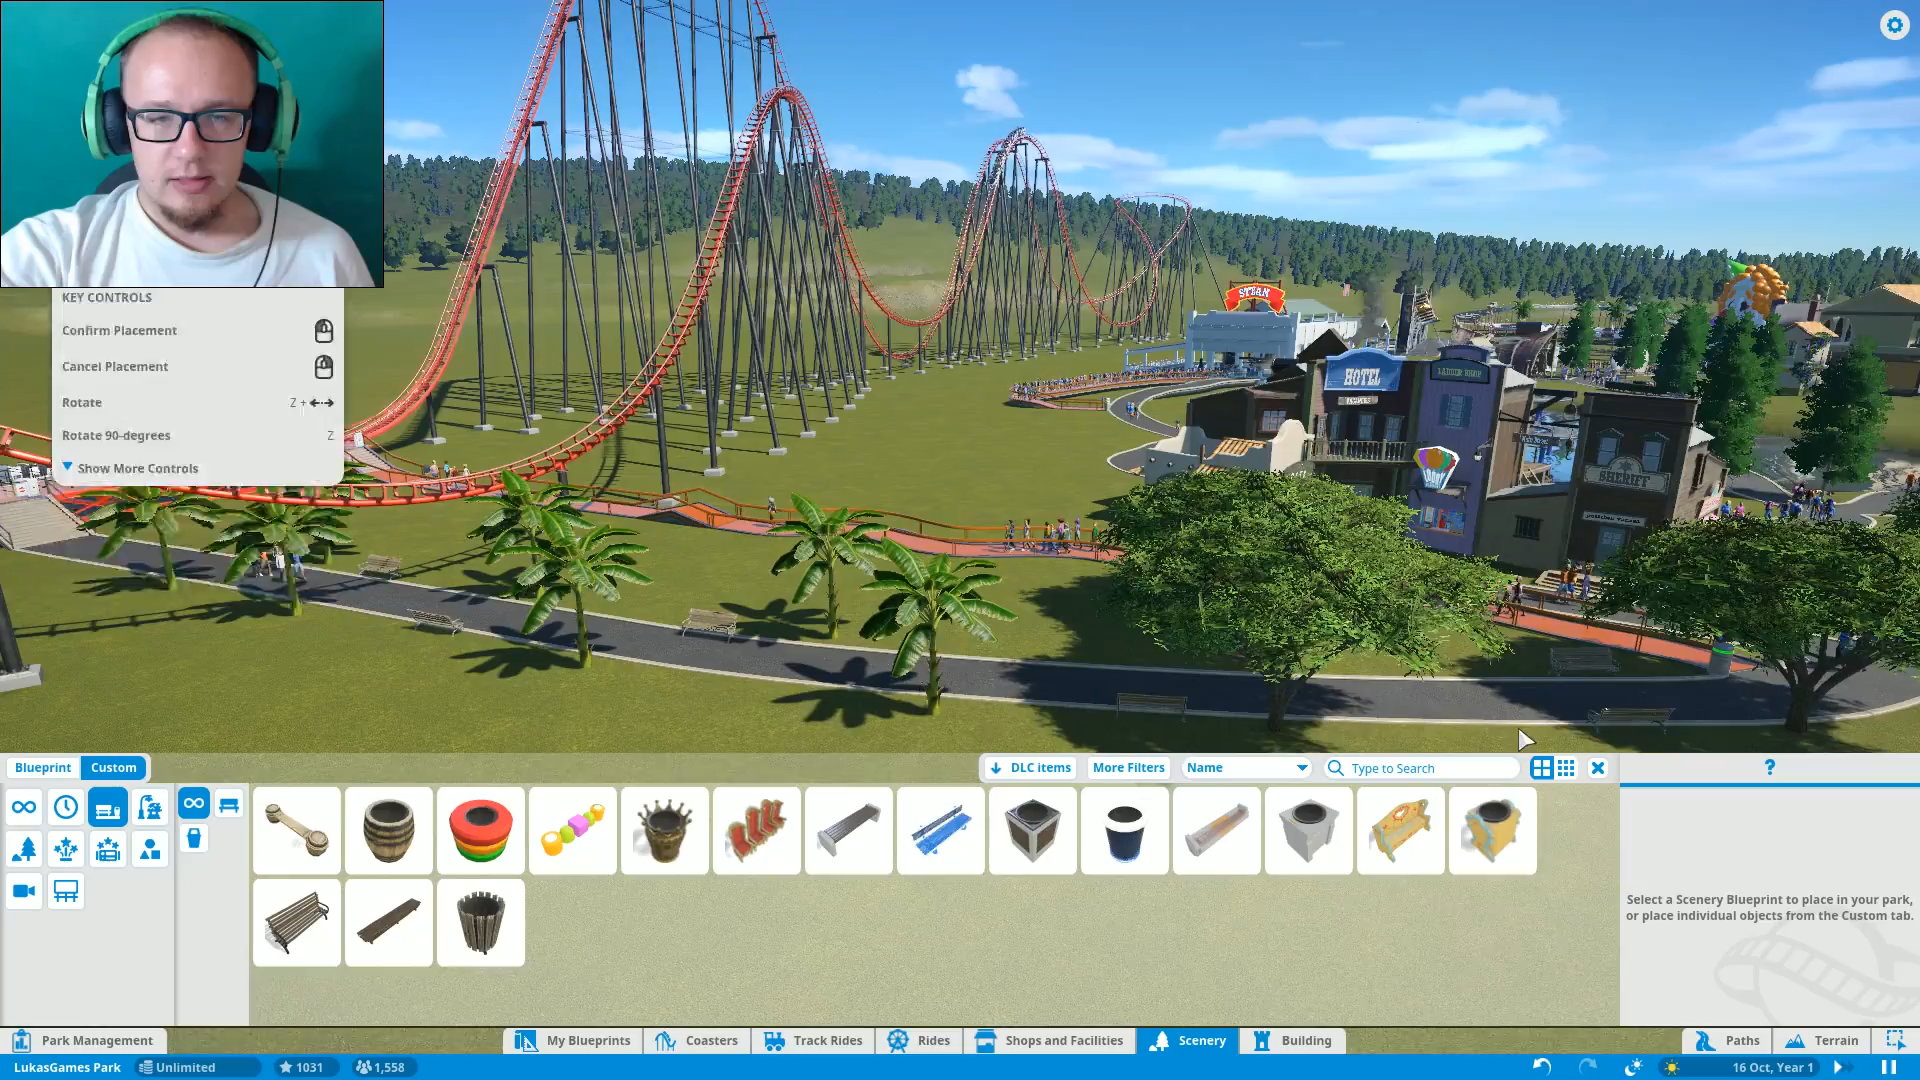 KEY CONTROLS
Confirm Placement
Cancel Placement
Rotate
Z +
Rotate 90-degrees
Z
Show More Controls
STEAM
HOTEL
SHERIFF
Blueprint
Custom
DLC items
More Filters
Name
Type to Search
?
Select a Scenery Blueprint to place in your park,
or place individual objects from the Custom tab.
Park Management
My Blueprints
Coasters
Track Rides
Rides
Shops and Facilities
Scenery
Building
Paths
Terrain
LukasGames Park
Unlimited
1031
1,558
16 Oct, Year 1